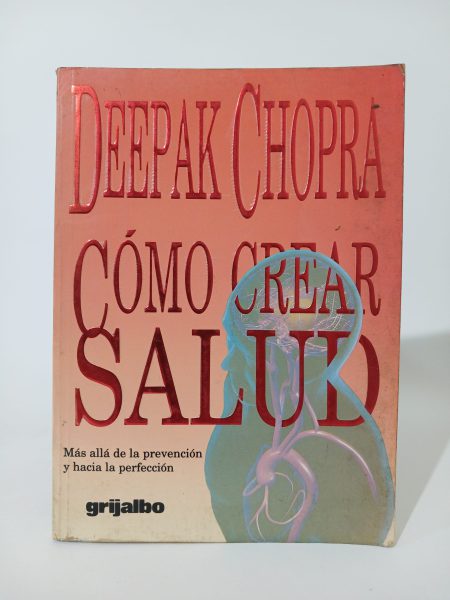 DEEPAK CHOPRA
CÓMO CREAR
SALUD
Más allá de la prevención
y hacia la perfección
grijalbo